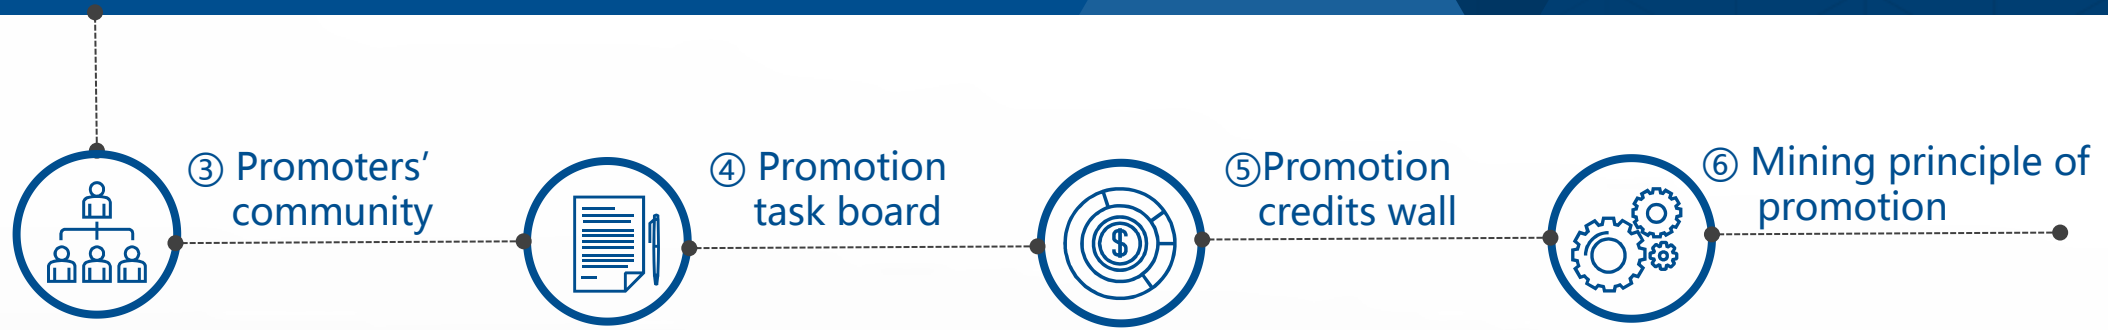 ③ Promoters’
community
④ Promotion
task board
⑤Promotion
credits wall
⑥ Mining principle of
promotion